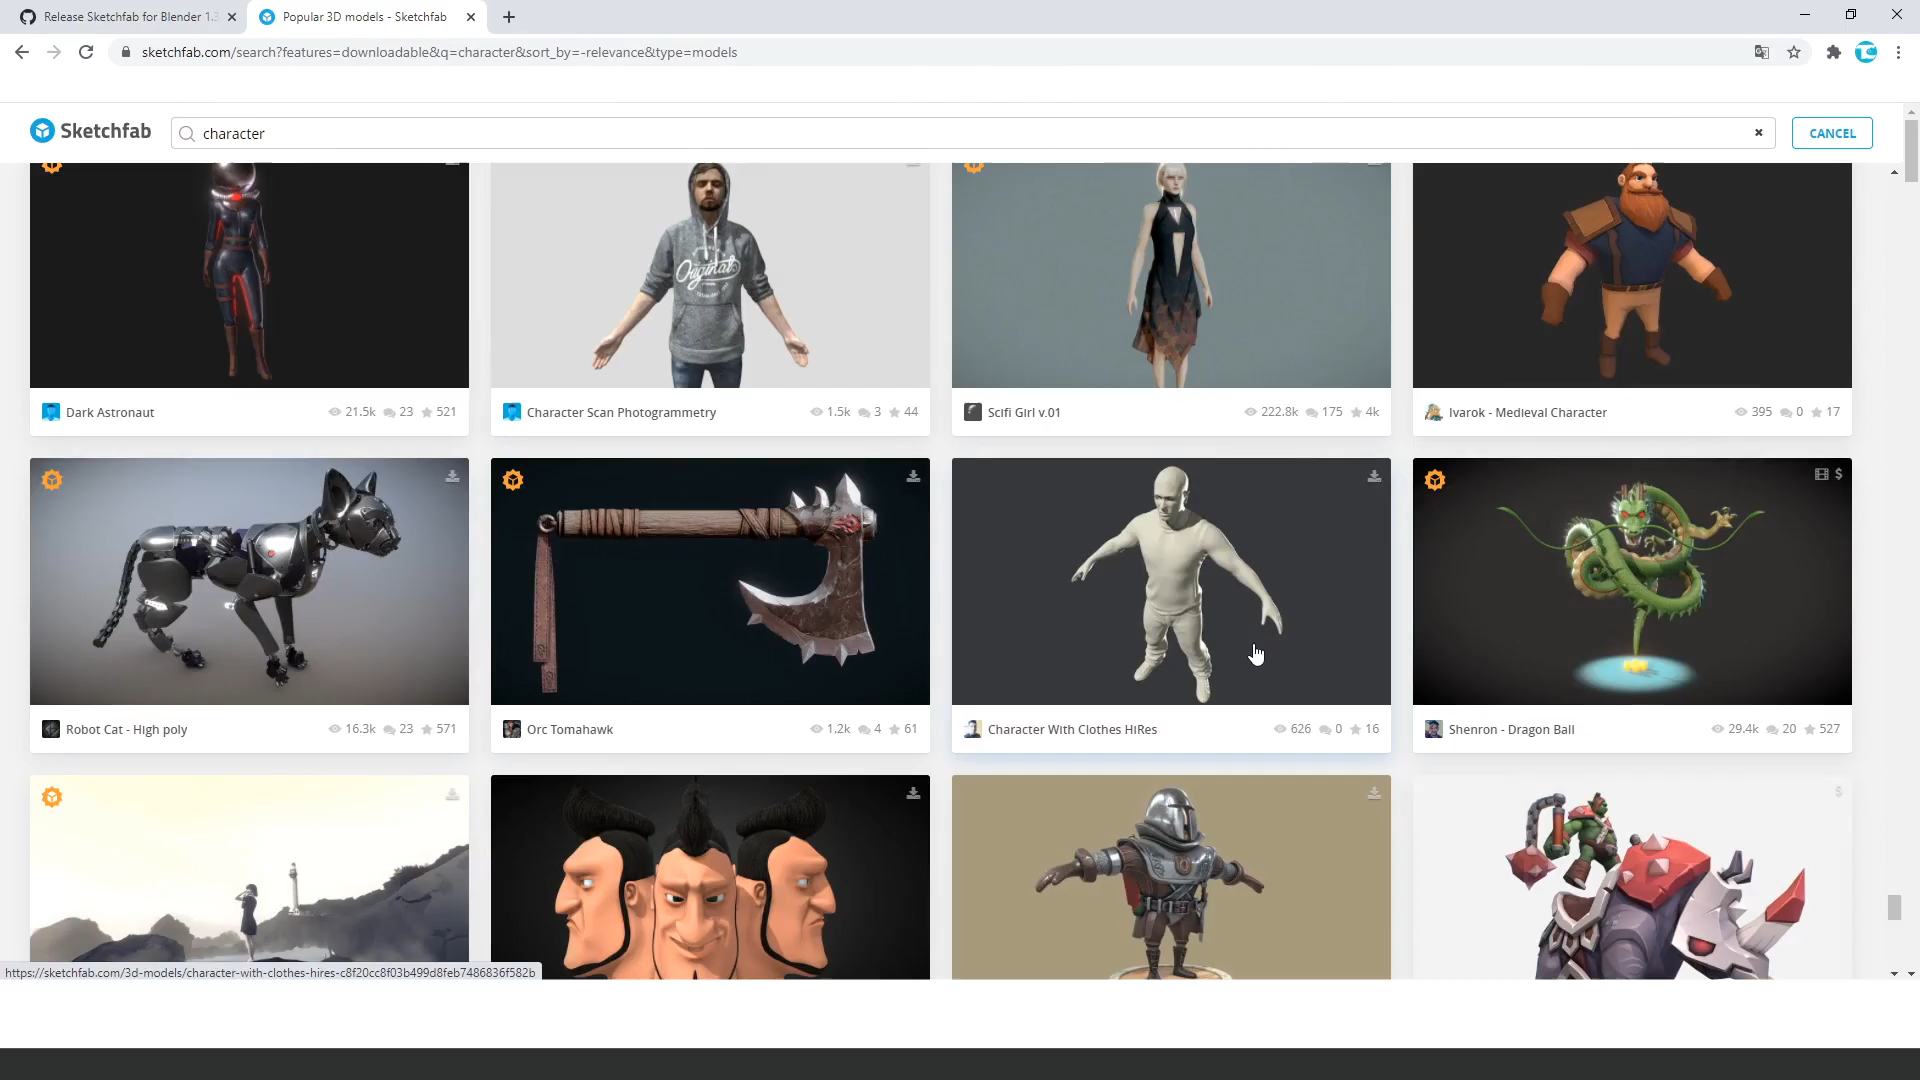 Release Sketchfab for Blender 1.3
Popular 3D models - Sketchfab
sketchfab.com/search?features=downloadable&q=character&sort_by=-relevance&type=models
Sketchfab
character
CANCEL
Original
Dark Astronaut 21.5k 23 521
Character Scan Photogrammetry 1.5k 3 44
Scifi Girl v.01 222.8k 175 4k
Ivarok - Medieval Character 395 0 17
$
Robot Cat - High poly 16.3k 23 571
Orc Tomahawk 1.2k 4 61
Character With Clothes HiRes 626 0 16
Shenron - Dragon Ball 29.4k 20 527
$
https://sketchfab.com/3d-models/character-with-clothes-hires-c8f20cc8f03b499d8feb7486836f582b